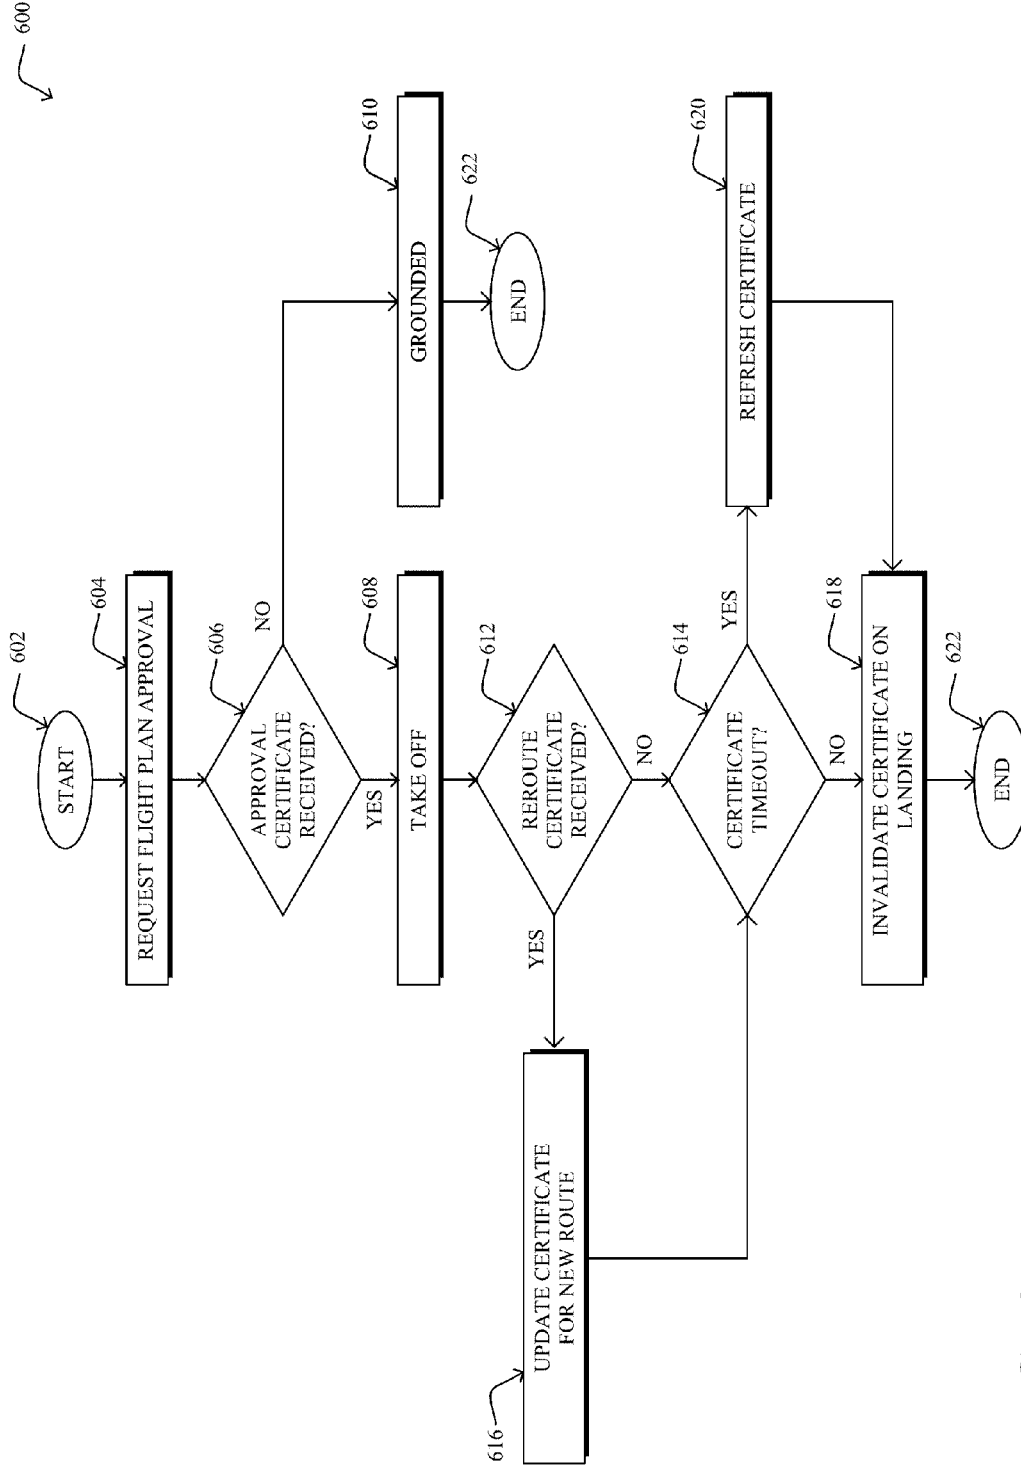 600
602
START
604
REQUEST FLIGHT PLAN APPROVAL
606
APPROVAL
CERTIFICATE
RECEIVED?
NO
YES
608
TAKE OFF
610
GROUNDED
622
END
612
REROUTE
CERTIFICATE
RECEIVED?
YES
NO
616
UPDATE CERTIFICATE
FOR NEW ROUTE
614
CERTIFICATE
TIMEOUT?
YES
NO
620
REFRESH CERTIFICATE
618
INVALIDATE CERTIFICATE ON
LANDING
622
END